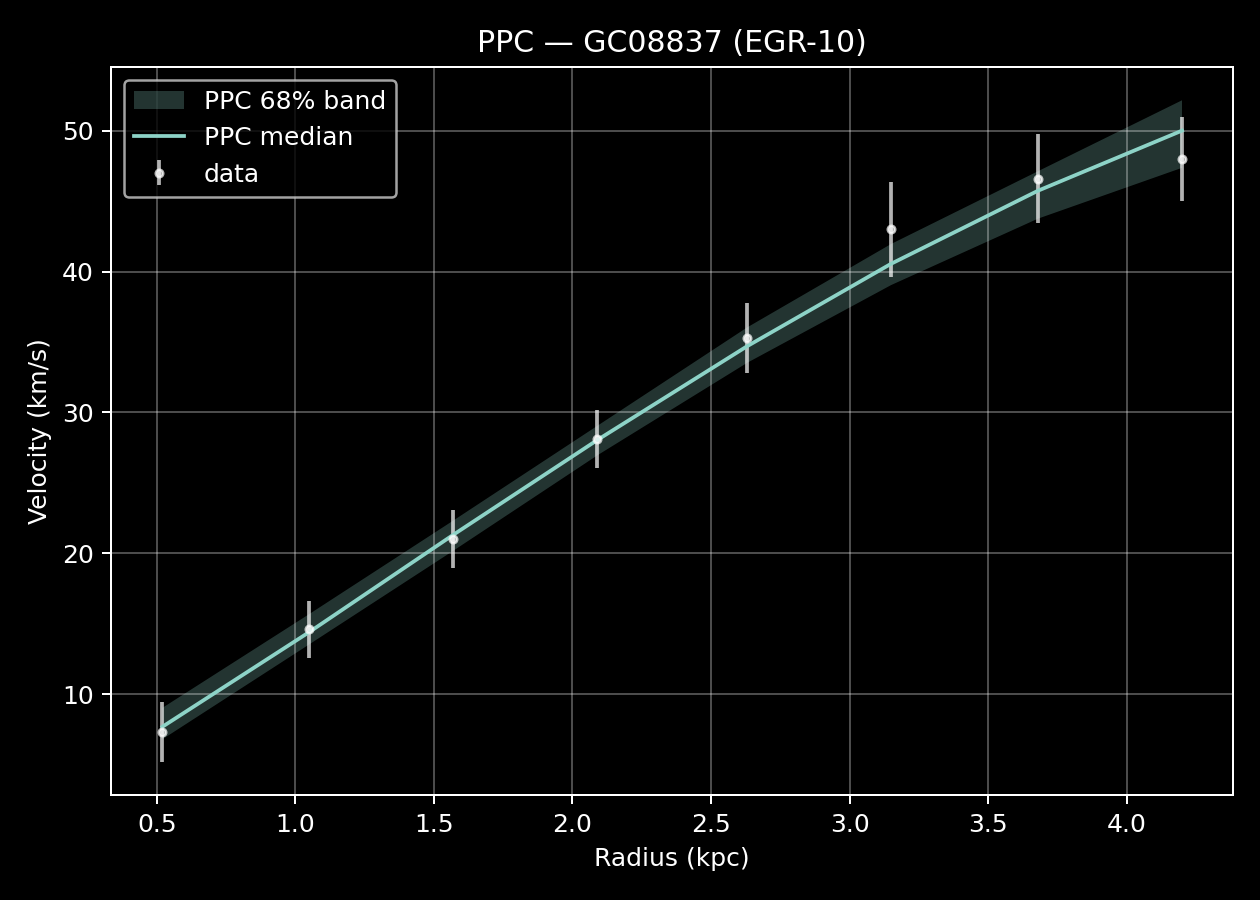 PPC — GC08837 (EGR-10)
PPC 68% band
PPC median
data
50
40
30
20
10
Velocity (km/s)
0.5 1.0 1.5 2.0 2.5 3.0 3.5 4.0
Radius (kpc)